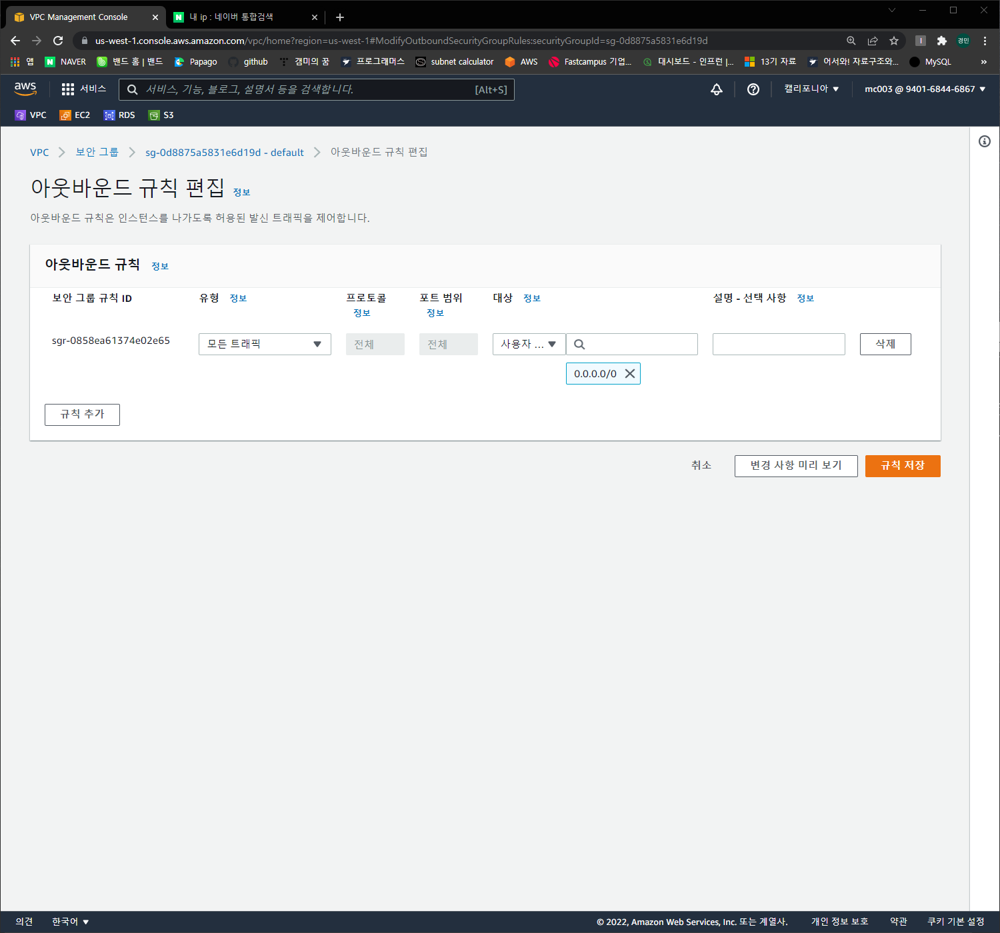 VPC Management Console
내 ip : 네이버 통합검색
us-west-1.console.aws.amazon.com/vpc/home?region=us-west-1#ModifyOutboundSecurityGroupRules:securityGroupId=sg-0d8875a5831e6d19d
경민
앱 NAVER 밴드 홈 | 밴드 Papago github 캠미의 꿈 프로그래머스 subnet calculator AWS Fastcampus 기업... 대시보드 - 인프런 |... 13기 자료 어서와! 자료구조와... MySQL »
aws 서비스 서비스, 기능, 블로그, 설명서 등을 검색합니다. [Alt+S] 캘리포니아 mc003 @ 9401-6844-6867
VPC EC2 RDS S3
VPC 보안 그룹 sg-0d8875a5831e6d19d - default 아웃바운드 규칙 편집
아웃바운드 규칙 편집 정보
아웃바운드 규칙은 인스턴스를 나가도록 허용된 발신 트래픽을 제어합니다.
아웃바운드 규칙 정보
보안 그룹 규칙 ID 유형 정보 프로토콜 정보 포트 범위 정보 대상 정보 설명 - 선택 사항 정보
sgr-0858ea61374e02e65 모든 트래픽 전체 전체 사용자 ... 삭제
0.0.0.0/0
규칙 추가
취소 변경 사항 미리 보기 규칙 저장
의견 한국어 © 2022, Amazon Web Services, Inc. 또는 계열사. 개인 정보 보호 약관 쿠키 기본 설정